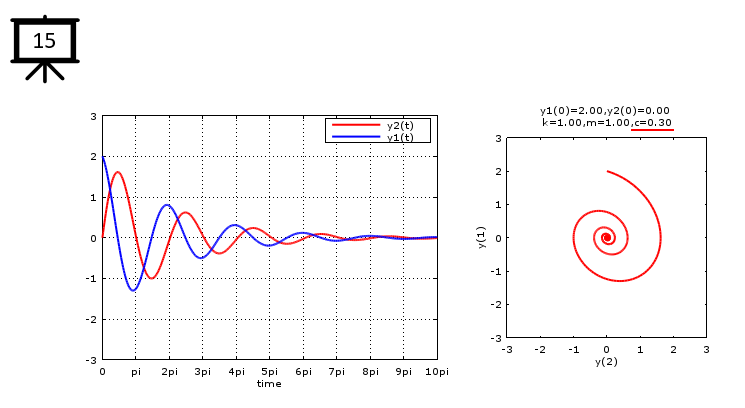 15
3
2
1
0
-1
-2
-3
y2(t)
y1(t)
0 pi 2pi 3pi 4pi 5pi 6pi 7pi 8pi 9pi 10pi
time
y1(0)=2.00,y2(0)=0.00
k=1.00,m=1.00,c=0.30
3
2
1
0
-1
-2
-3
y(1)
-3 -2 -1 0 1 2 3
y(2)